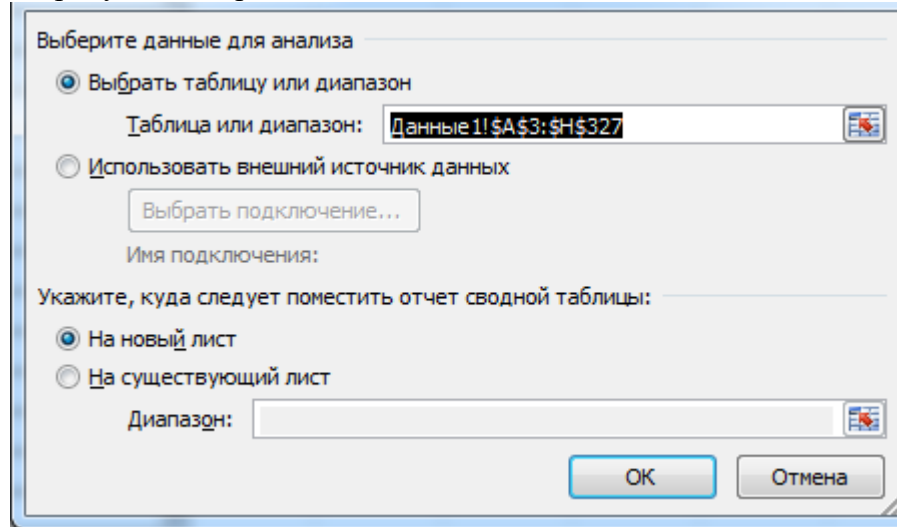 Выберите данные для анализа
Выбрать таблицу или диапазон
Таблица или диапазон: Данные1!$A$3:$H$327
Использовать внешний источник данных
Выбрать подключение...
Имя подключения:
Укажите, куда следует поместить отчет сводной таблицы:
На новый лист
На существующий лист
Диапазон:
ОК Отмена